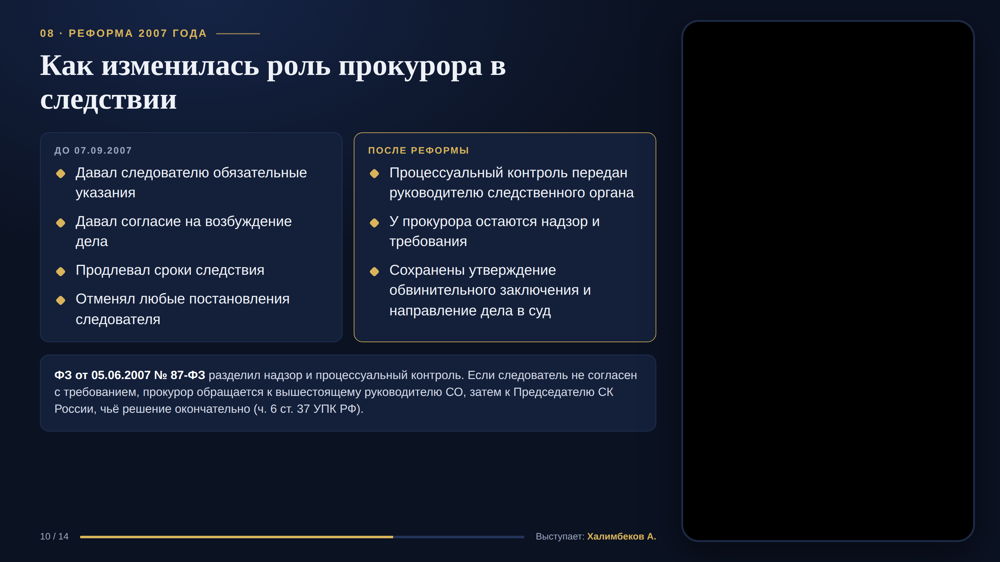 08 · РЕФОРМА 2007 ГОДА
Как изменилась роль прокурора в
следствии
ДО 07.09.2007
Давал следователю обязательные
указания
Давал согласие на возбуждение
дела
Продлевал сроки следствия
Отменял любые постановления
следователя
ПОСЛЕ РЕФОРМЫ
Процессуальный контроль передан
руководителю следственного органа
У прокурора остаются надзор и
требования
Сохранены утверждение
обвинительного заключения и
направление дела в суд
ФЗ от 05.06.2007 № 87-ФЗ разделил надзор и процессуальный контроль. Если следователь не согласен
с требованием, прокурор обращается к вышестоящему руководителю СО, затем к Председателю СК
России, чьё решение окончательно (ч. 6 ст. 37 УПК РФ).
10 / 14
Выступает: Халимбеков А.